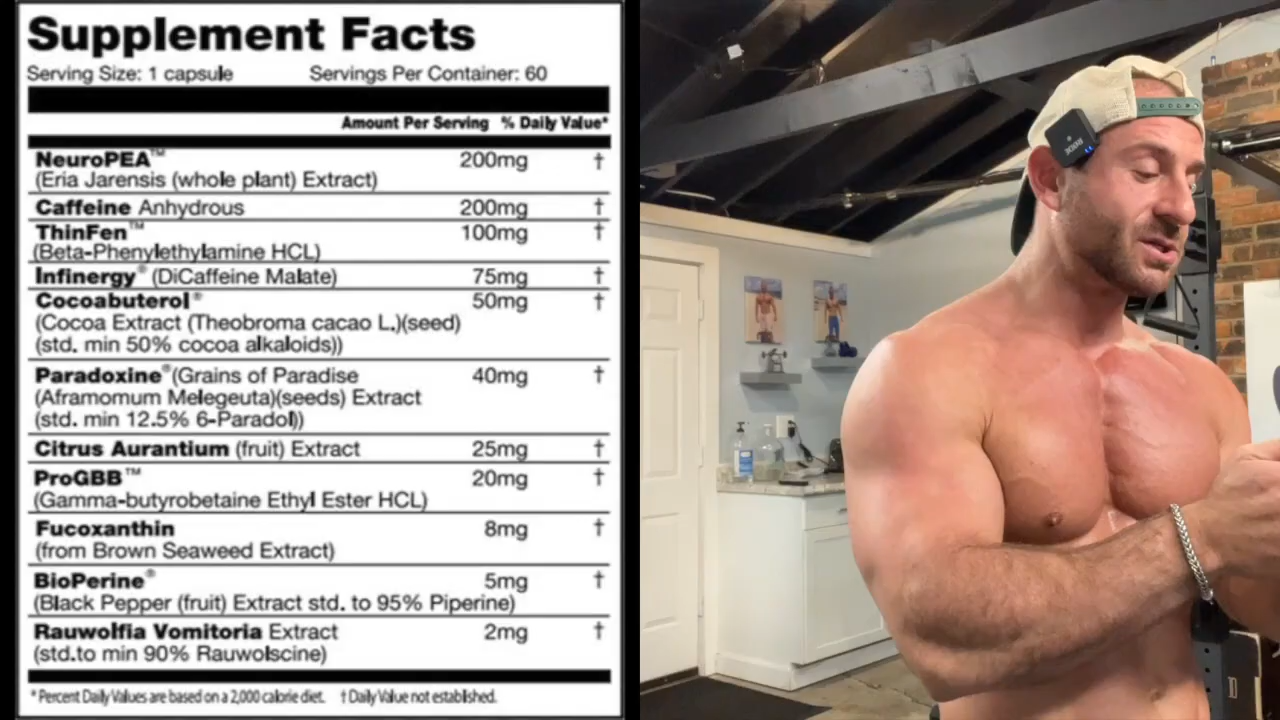 Supplement Facts
Serving Size: 1 capsule Servings Per Container: 60
Amount Per Serving % Daily Value*
NeuroPEA™ 200mg †
(Eria Jarensis (whole plant) Extract)
Caffeine Anhydrous 200mg †
ThinFen™ 100mg †
(Beta-Phenylethylamine HCL)
Infinergy® (DiCaffeine Malate) 75mg †
Cocoabuterol® 50mg †
(Cocoa Extract (Theobroma cacao L.)(seed)
(std. min 50% cocoa alkaloids))
Paradoxine®(Grains of Paradise 40mg †
(Aframomum Melegeuta)(seeds) Extract
(std. min 12.5% 6-Paradol))
Citrus Aurantium (fruit) Extract 25mg †
ProGBB™ 20mg †
(Gamma-butyrobetaine Ethyl Ester HCL)
Fucoxanthin 8mg †
(from Brown Seaweed Extract)
BioPerine® 5mg †
(Black Pepper (fruit) Extract std. to 95% Piperine)
Rauwolfia Vomitoria Extract 2mg †
(std.to min 90% Rauwolscine)
* Percent Daily Values are based on a 2,000 calorie diet. † Daily Value not established.
RØDE